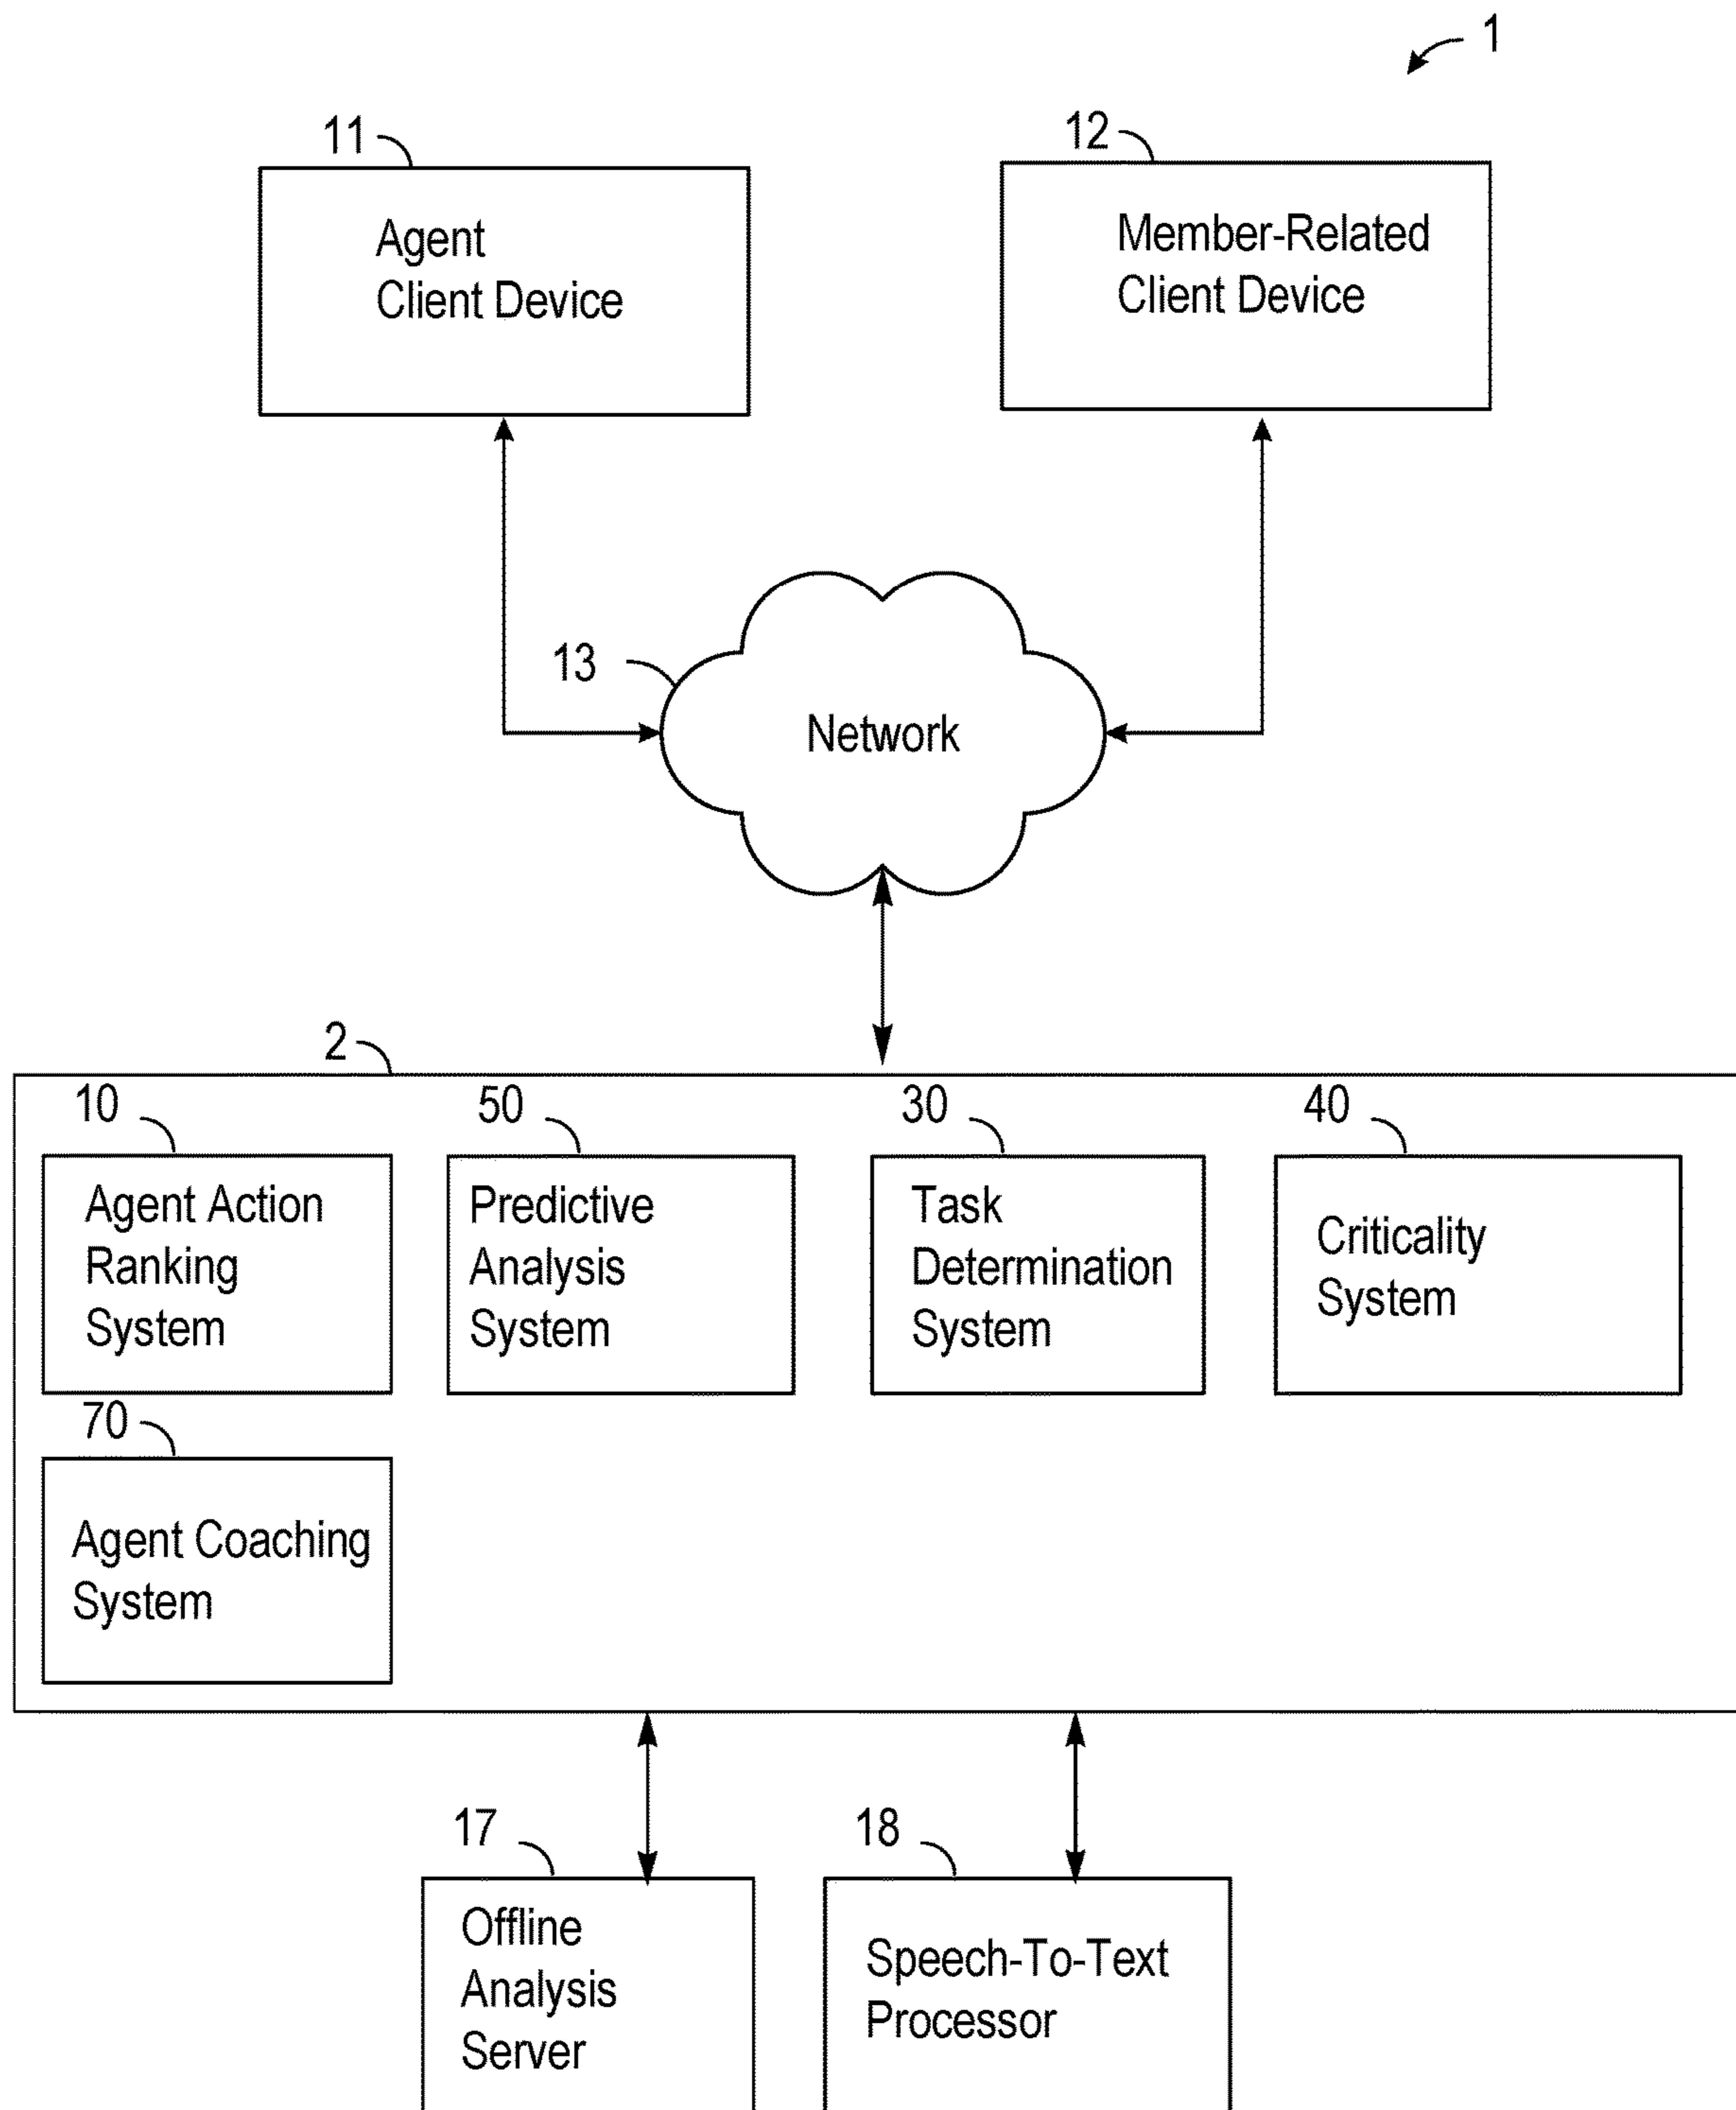 1
11
12
Agent
Client Device
Member-Related
Client Device
13
Network
2
10
50
30
40
Agent Action
Ranking
System
Predictive
Analysis
System
Task
Determination
System
Criticality
System
70
Agent Coaching
System
17
18
Offline
Analysis
Server
Speech-To-Text
Processor